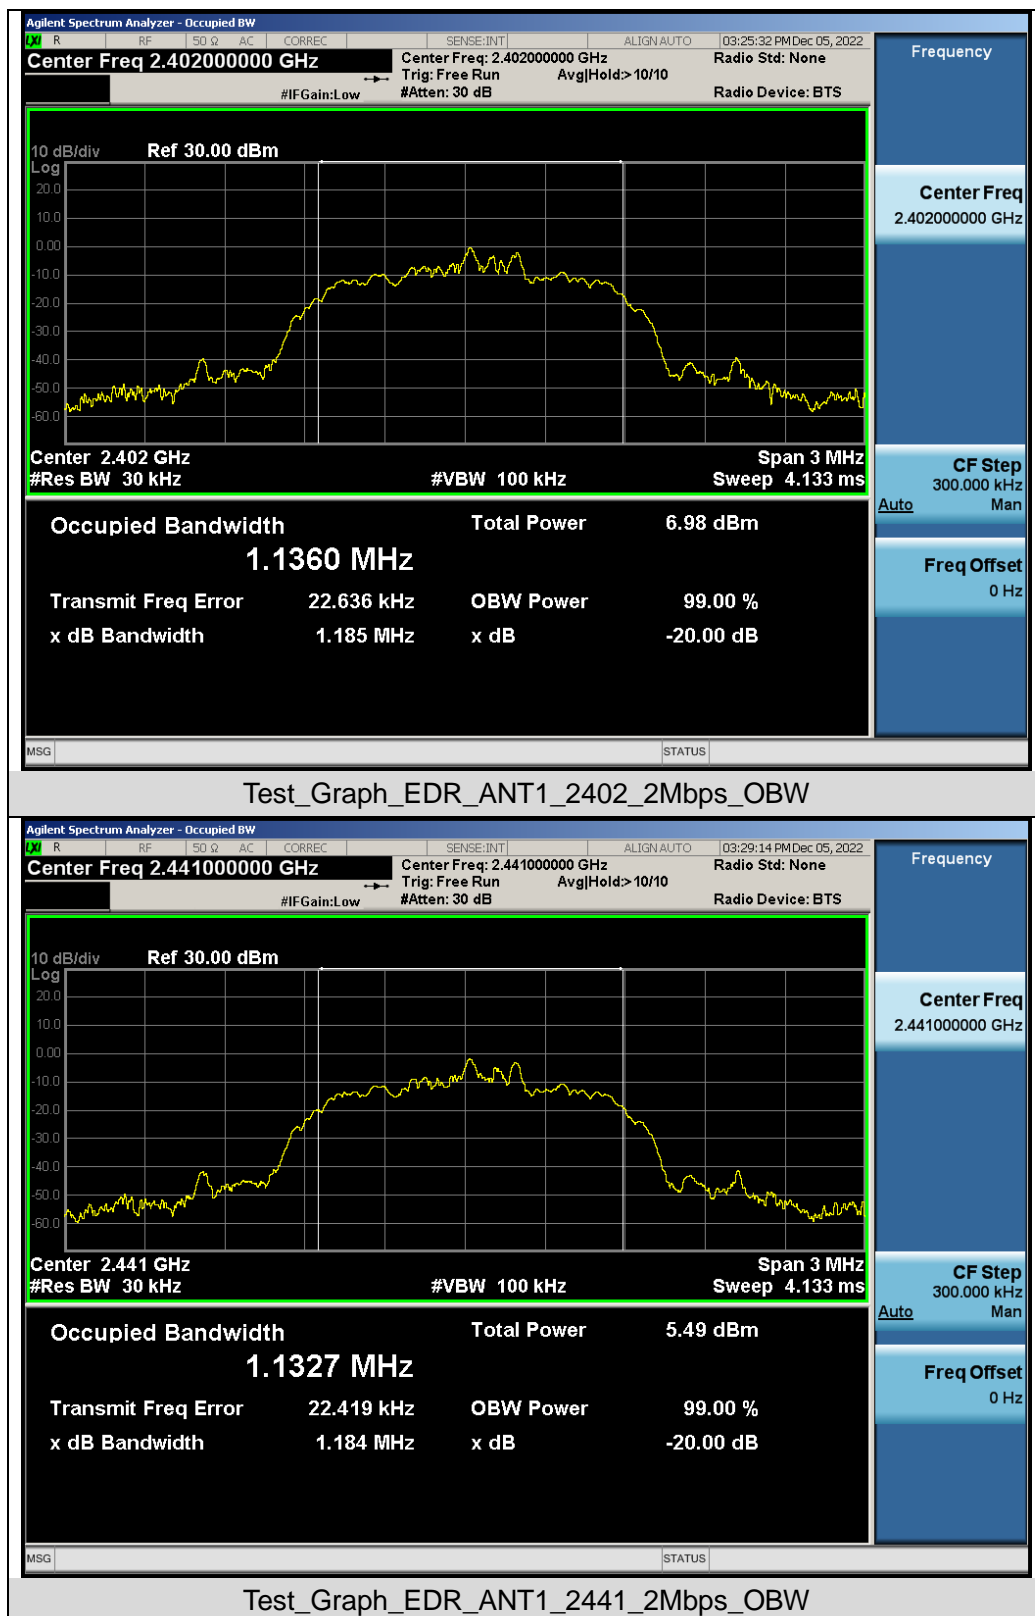 Agilent Spectrum Analyzer - Occupied BW
LXI R RF 50 Ω AC CORREC SENSE:INT ALIGN AUTO 03:25:32 PM Dec 05, 2022
Center Freq 2.402000000 GHz
Center Freq: 2.402000000 GHz Radio Std: None
Trig: Free Run Avg|Hold:>10/10
#IFGain:Low #Atten: 30 dB Radio Device: BTS
Frequency
10 dB/div Ref 30.00 dBm
Log
20.0
10.0
0.00
-10.0
-20.0
-30.0
-40.0
-50.0
-60.0
Center 2.402 GHz Span 3 MHz
#Res BW 30 kHz #VBW 100 kHz Sweep 4.133 ms
Center Freq
2.402000000 GHz
CF Step
300.000 kHz
Auto Man
Freq Offset
0 Hz
Occupied Bandwidth Total Power 6.98 dBm
1.1360 MHz
Transmit Freq Error 22.636 kHz OBW Power 99.00 %
x dB Bandwidth 1.185 MHz x dB -20.00 dB
MSG STATUS
Test_Graph_EDR_ANT1_2402_2Mbps_OBW
Agilent Spectrum Analyzer - Occupied BW
LXI R RF 50 Ω AC CORREC SENSE:INT ALIGN AUTO 03:29:14 PM Dec 05, 2022
Center Freq 2.441000000 GHz
Center Freq: 2.441000000 GHz Radio Std: None
Trig: Free Run Avg|Hold:>10/10
#IFGain:Low #Atten: 30 dB Radio Device: BTS
Frequency
10 dB/div Ref 30.00 dBm
Log
20.0
10.0
0.00
-10.0
-20.0
-30.0
-40.0
-50.0
-60.0
Center 2.441 GHz Span 3 MHz
#Res BW 30 kHz #VBW 100 kHz Sweep 4.133 ms
Center Freq
2.441000000 GHz
CF Step
300.000 kHz
Auto Man
Freq Offset
0 Hz
Occupied Bandwidth Total Power 5.49 dBm
1.1327 MHz
Transmit Freq Error 22.419 kHz OBW Power 99.00 %
x dB Bandwidth 1.184 MHz x dB -20.00 dB
MSG STATUS
Test_Graph_EDR_ANT1_2441_2Mbps_OBW